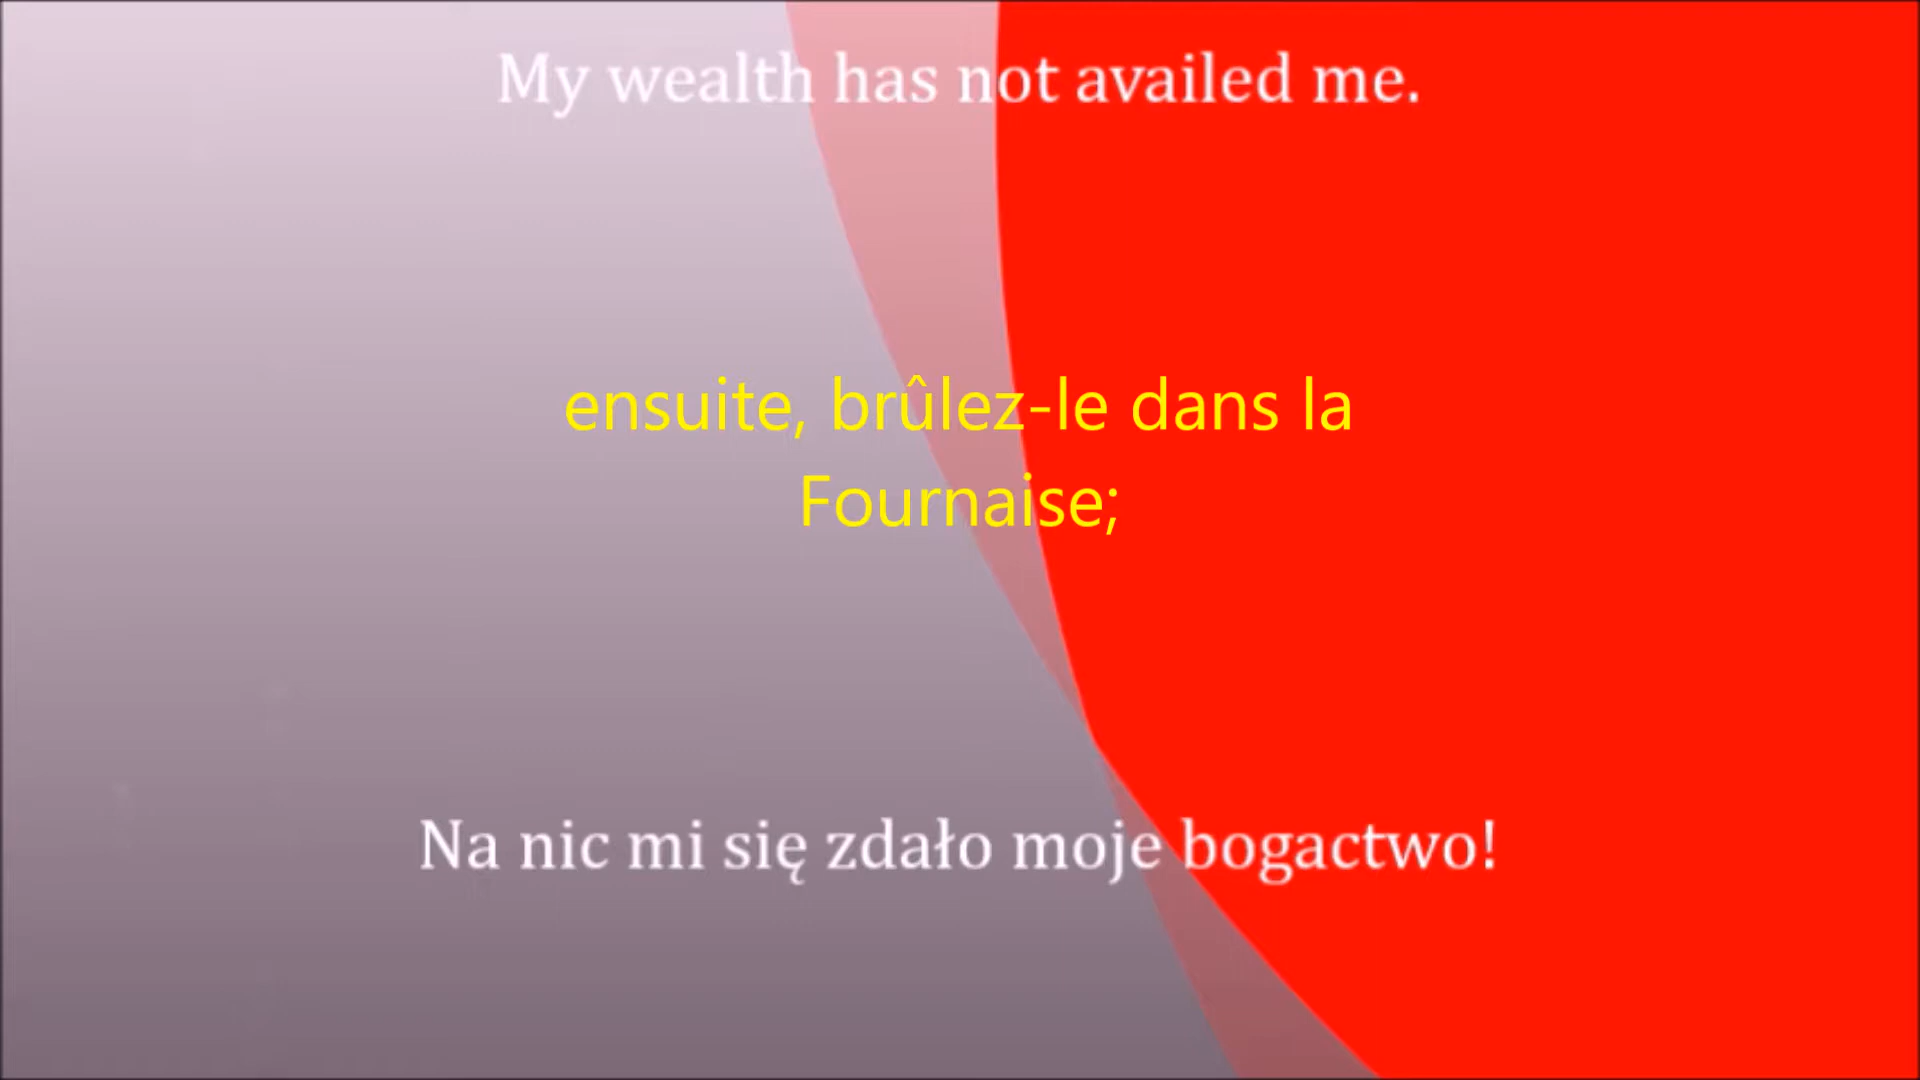 My wealth has not availed me.
ensuite, brûlez-le dans la
Fournaise;
Na nic mi się zdało moje bogactwo!